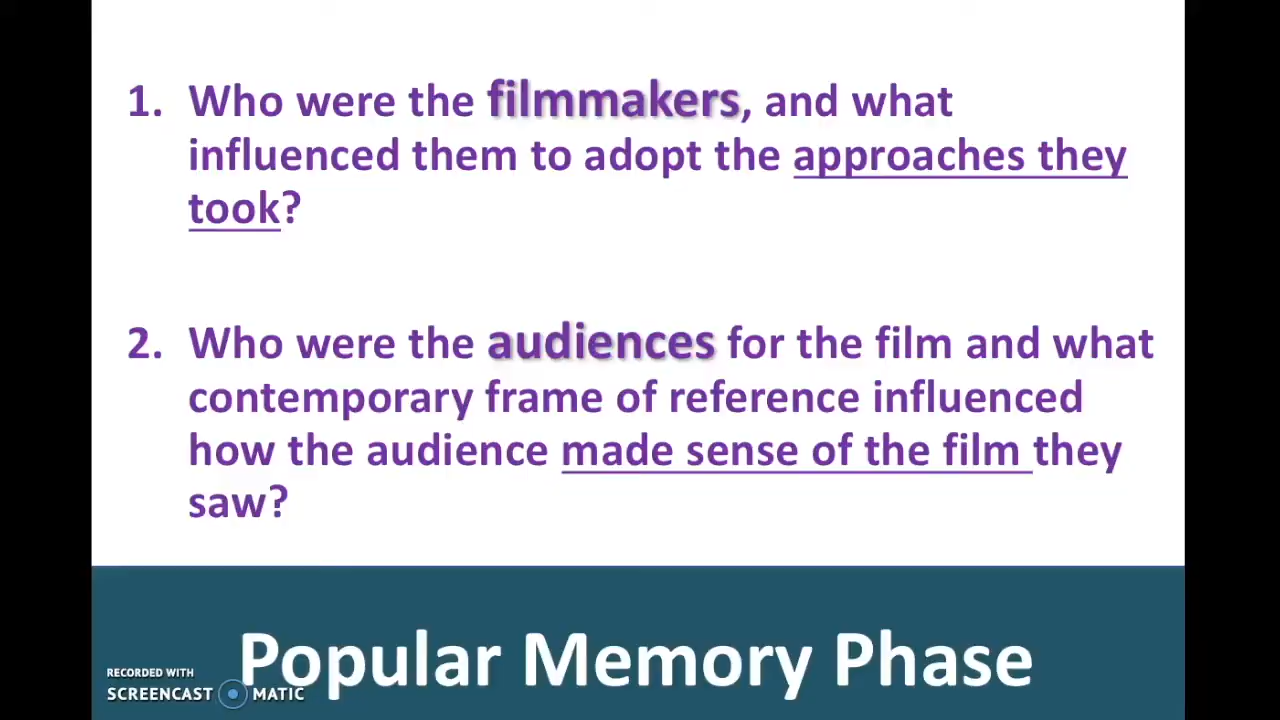 1. Who were the filmmakers, and what
influenced them to adopt the approaches they
took?
2. Who were the audiences for the film and what
contemporary frame of reference influenced
how the audience made sense of the film they
saw?
Popular Memory Phase
RECORDED WITH
SCREENCAST MATIC